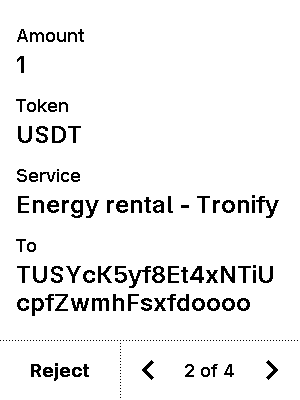 Amount
1
Token
USDT
Service
Energy rental - Tronify
To
TUSYcK5yf8Et4xNTiU
cpfZwmhFsxfdoooo
Reject
2 of 4